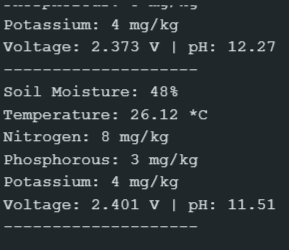 Potassium: 4 mg/kg
Voltage: 2.373 V | pH: 12.27
--------------------
Soil Moisture: 48%
Temperature: 26.12 *C
Nitrogen: 8 mg/kg
Phosphorous: 3 mg/kg
Potassium: 4 mg/kg
Voltage: 2.401 V | pH: 11.51
--------------------